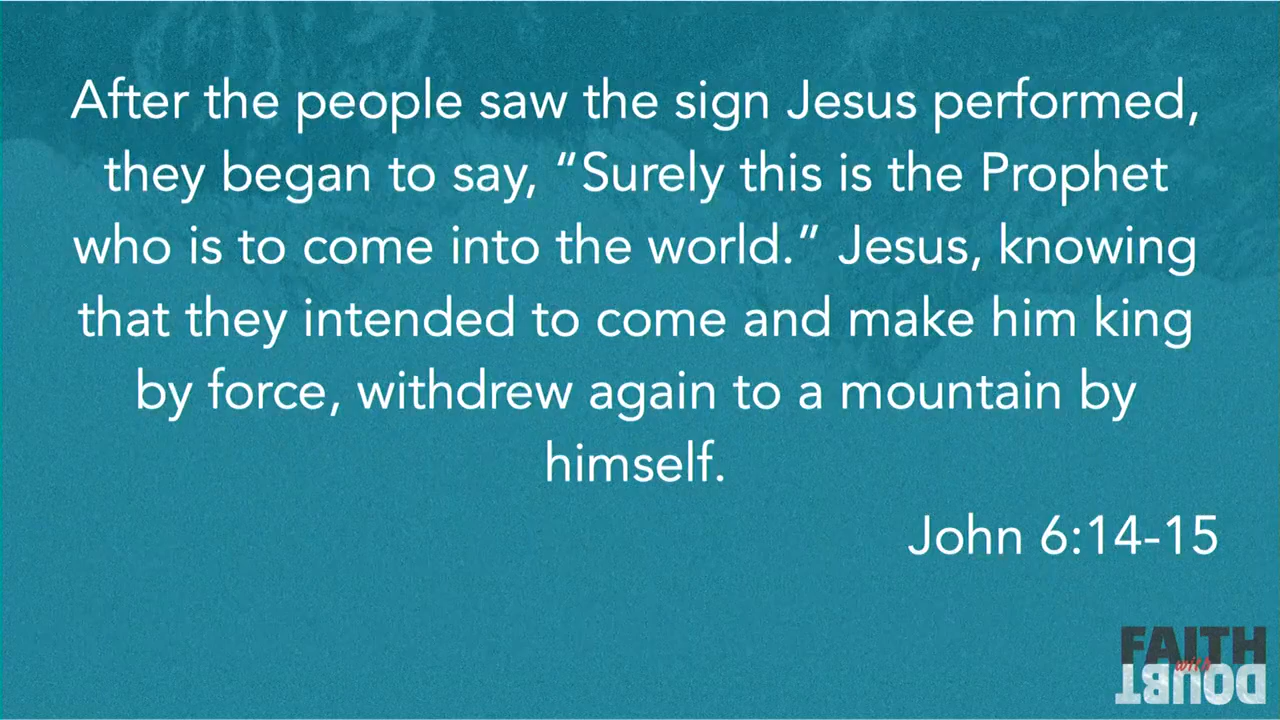 After the people saw the sign Jesus performed,
they began to say, “Surely this is the Prophet
who is to come into the world.” Jesus, knowing
that they intended to come and make him king
by force, withdrew again to a mountain by
himself.
John 6:14-15
FAITH
with
DOUBT